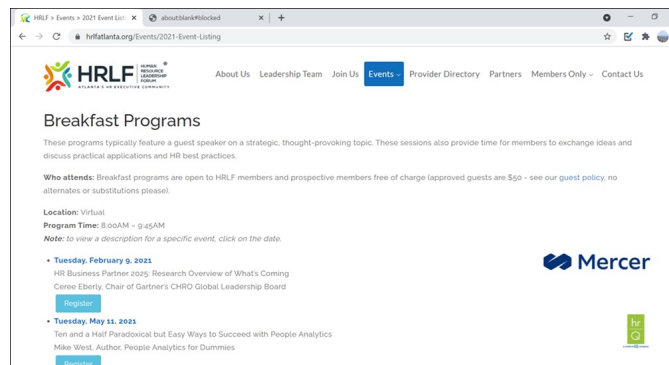 HRLF > Events > 2021 Event Listi
about:blank#blocked
hrlfatlanta.org/Events/2021-Event-Listing
HRLF HUMAN RESOURCE LEADERSHIP FORUM
ATLANTA'S HR EXECUTIVE COMMUNITY
About Us Leadership Team Join Us Events Provider Directory Partners Members Only Contact Us
Breakfast Programs
These programs typically feature a guest speaker on a strategic, thought-provoking topic. These sessions also provide time for members to exchange ideas and
discuss practical applications and HR best practices.
Who attends: Breakfast programs are open to HRLF members and prospective members free of charge (approved guests are $50 - see our guest policy, no
alternates or substitutions please).
Location: Virtual
Program Time: 8:00AM – 9:45AM
Note: to view a description for a specific event, click on the date.
• Tuesday, February 9, 2021
HR Business Partner 2025: Research Overview of What's Coming
Ceree Eberly, Chair of Gartner's CHRO Global Leadership Board
Register
• Tuesday, May 11, 2021
Ten and a Half Paradoxical but Easy Ways to Succeed with People Analytics
Mike West, Author, People Analytics for Dummies
Register
Mercer
hr
Q